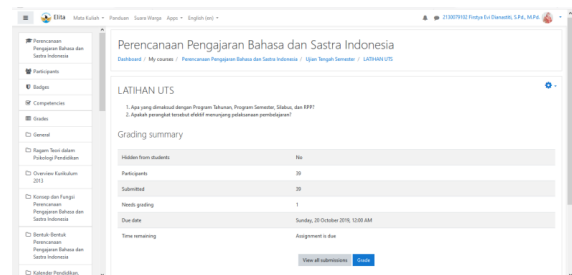 Elita Mata Kuliah Panduan Suara Warga Apps English (en) 2130079102 Firstya Evi Dianastiti, S.Pd., M.Pd.
Perencanaan
Pengajaran Bahasa dan
Sastra Indonesia
Participants
Badges
Competencies
Grades
General
Ragam Teori dalam
Psikologi Pendidikan
Overview Kurikulum
2013
Konsep dan Fungsi
Perencanaan
Pengajaran Bahasa dan
Sastra Indonesia
Bentuk-Bentuk
Perencanaan
Pengajaran Bahasa dan
Sastra Indonesia
Kalender Pendidikan,
Perencanaan Pengajaran Bahasa dan Sastra Indonesia
Dashboard / My courses / Perencanaan Pengajaran Bahasa dan Sastra Indonesia / Ujian Tengah Semester / LATIHAN UTS
LATIHAN UTS
1. Apa yang dimaksud dengan Program Tahunan, Program Semester, Silabus, dan RPP?
2. Apakah perangkat tersebut efektif menunjang pelaksanaan pembelajaran?
Grading summary
Hidden from students No
Participants 39
Submitted 39
Needs grading 1
Due date Sunday, 20 October 2019, 12:00 AM
Time remaining Assignment is due
View all submissions Grade